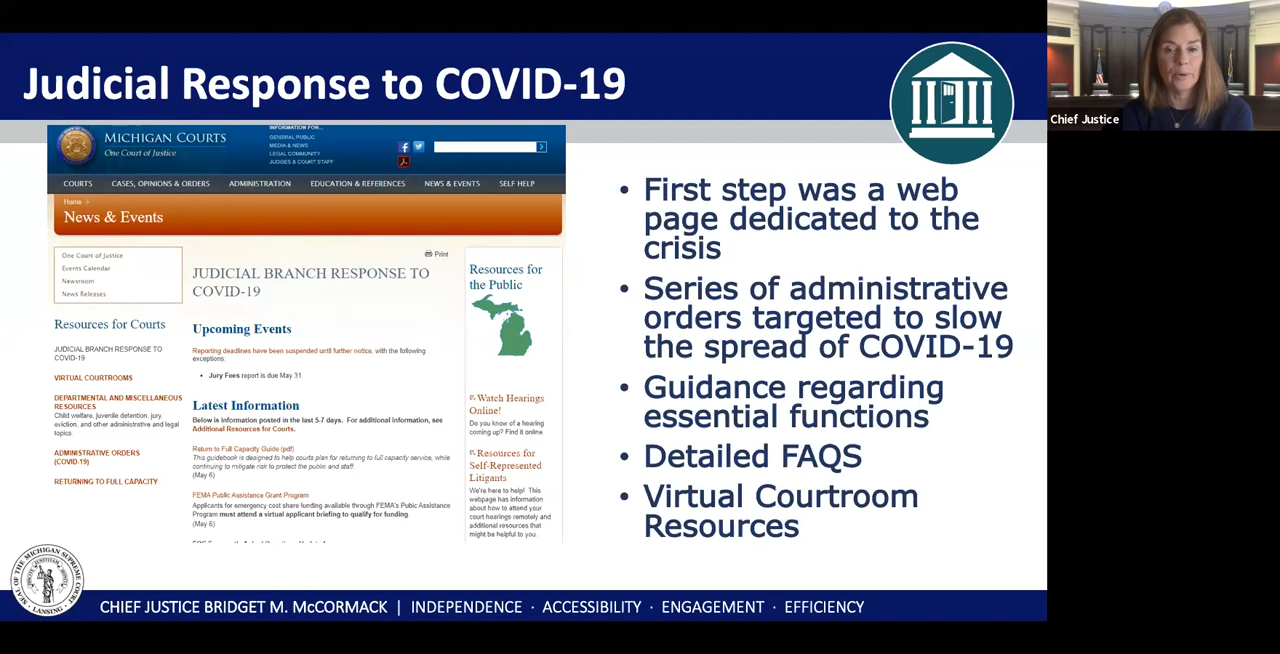 Judicial Response to COVID-19
MICHIGAN COURTS
One Court of Justice
INFORMATION FOR...
GENERAL PUBLIC
MEDIA & NEWS
LEGAL COMMUNITY
JUDGES & COURT STAFF
COURTS CASES, OPINIONS & ORDERS ADMINISTRATION EDUCATION & REFERENCES NEWS & EVENTS SELF HELP
Home >
News & Events
One Court of Justice
Events Calendar
Newsroom
News Releases
Resources for Courts
JUDICIAL BRANCH RESPONSE TO
COVID-19
VIRTUAL COURTROOMS
DEPARTMENTAL AND MISCELLANEOUS
RESOURCES
Child welfare, juvenile detention, jury,
eviction, and other administrative and legal
topics.
ADMINISTRATIVE ORDERS
(COVID-19)
RETURNING TO FULL CAPACITY
Print
JUDICIAL BRANCH RESPONSE TO
COVID-19
Upcoming Events
Reporting deadlines have been suspended until further notice, with the following
exceptions.
• Jury Fees report is due May 31
Latest Information
Below is information posted in the last 5-7 days. For additional information, see
Additional Resources for Courts.
Return to Full Capacity Guide (pdf)
This guidebook is designed to help courts plan for returning to full capacity service, while
continuing to mitigate risk to protect the public and staff.
(May 6)
FEMA Public Assistance Grant Program
Applicants for emergency cost share funding available through FEMA's Pubic Assistance
Program must attend a virtual applicant briefing to qualify for funding.
(May 6)
Resources for
the Public
Watch Hearings
Online!
Do you know of a hearing
coming up? Find it online.
Resources for
Self-Represented
Litigants
We're here to help! This
webpage has information
about how to attend your
court hearings remotely and
additional resources that
might be helpful to you.
• First step was a web
page dedicated to the
crisis
• Series of administrative
orders targeted to slow
the spread of COVID-19
• Guidance regarding
essential functions
• Detailed FAQS
• Virtual Courtroom
Resources
Chief Justice
SEAL OF THE MICHIGAN SUPREME COURT
LANSING
CHIEF JUSTICE BRIDGET M. McCORMACK | INDEPENDENCE · ACCESSIBILITY · ENGAGEMENT · EFFICIENCY